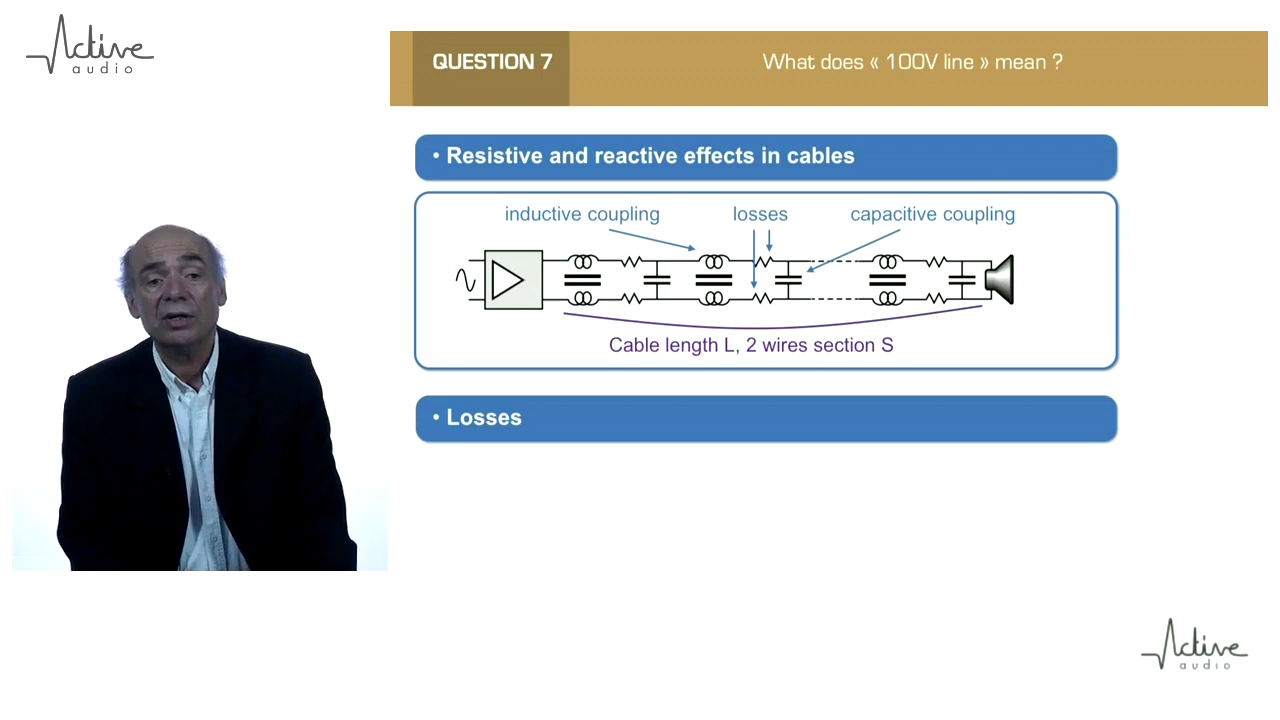 Active
audio
QUESTION 7
What does « 100V line » mean ?
• Resistive and reactive effects in cables
inductive coupling
losses
capacitive coupling
Cable length L, 2 wires section S
• Losses
Active
audio